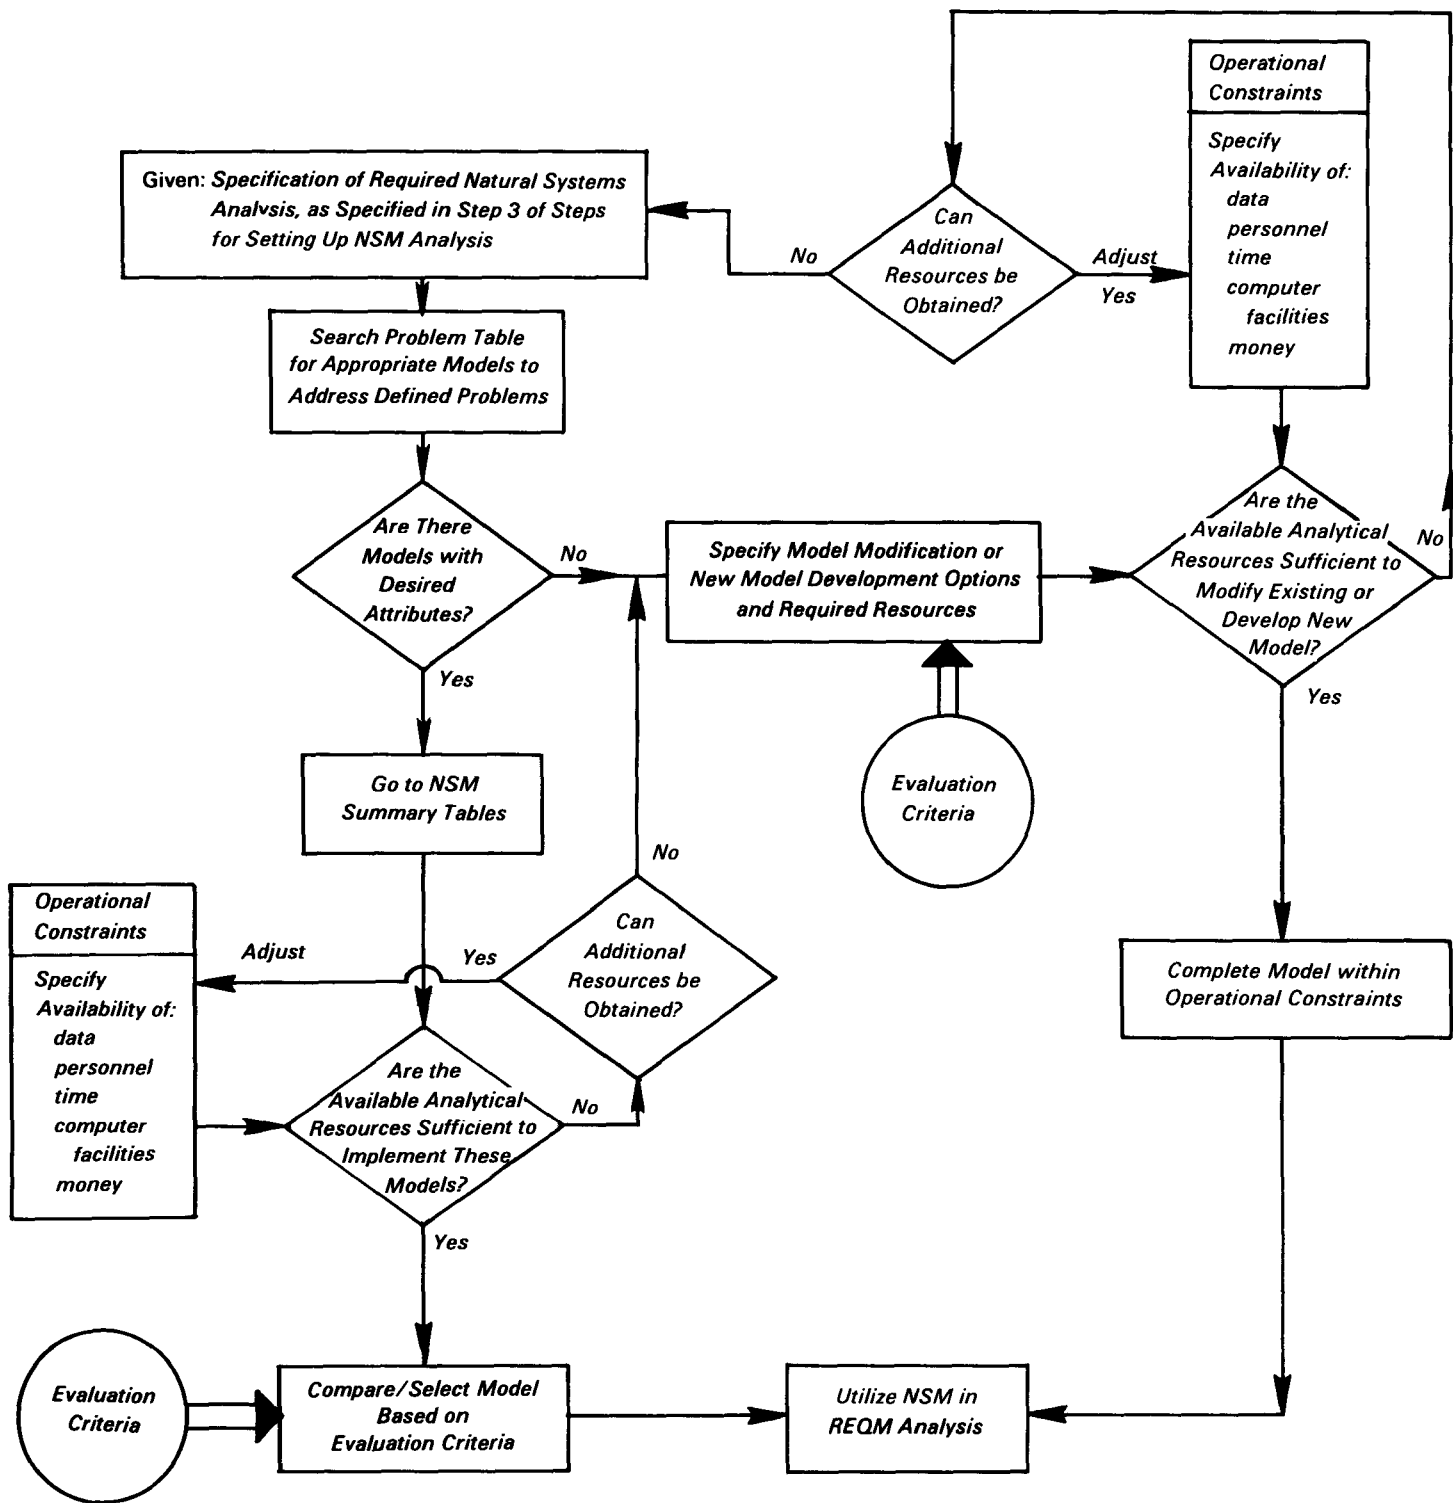 Operational
Constraints
Specify
Availability of:
data
personnel
time
computer
facilities
money
Given: Specification of Required Natural Systems
Analysis, as Specified in Step 3 of Steps
for Setting Up NSM Analysis
Can
Additional
Resources be
Obtained?
No
Adjust
Yes
Search Problem Table
for Appropriate Models to
Address Defined Problems
Are There
Models with
Desired
Attributes?
No
Yes
Specify Model Modification or
New Model Development Options
and Required Resources
Are the
Available Analytical
Resources Sufficient to
Modify Existing or
Develop New
Model?
No
Yes
Go to NSM
Summary Tables
Evaluation
Criteria
No
Can
Additional
Resources be
Obtained?
Yes
Adjust
Operational
Constraints
Specify
Availability of:
data
personnel
time
computer
facilities
money
Are the
Available Analytical
Resources Sufficient to
Implement These
Models?
No
Yes
Complete Model within
Operational Constraints
Evaluation
Criteria
Compare/Select Model
Based on
Evaluation Criteria
Utilize NSM in
REQM Analysis